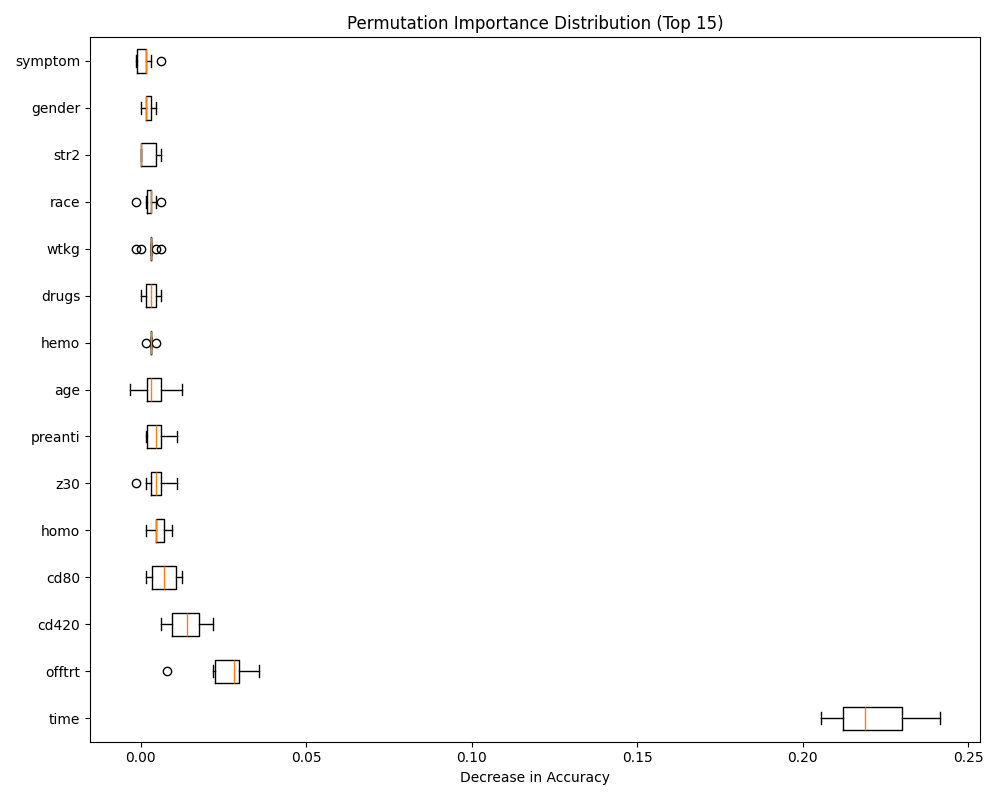 Permutation Importance Distribution (Top 15)
symptom
gender
str2
race
wtkg
drugs
hemo
age
preanti
z30
homo
cd80
cd420
offtrt
time
0.00 0.05 0.10 0.15 0.20 0.25
Decrease in Accuracy